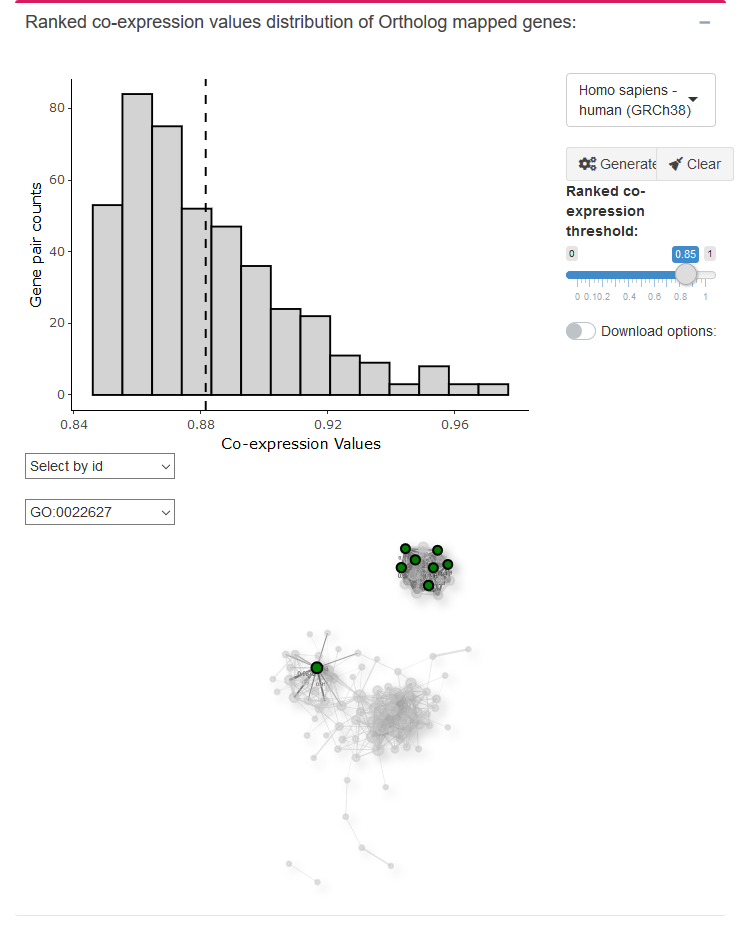 Ranked co-expression values distribution of Ortholog mapped genes:
80
60
40
20
0
Gene pair counts
0.84
0.88
0.92
0.96
Co-expression Values
Homo sapiens -
human (GRCh38)
Generate
Clear
Ranked co-
expression
threshold:
0
0.85
1
0 0.10.2 0.4 0.6 0.8 1
Download options:
Select by id
GO:0022627